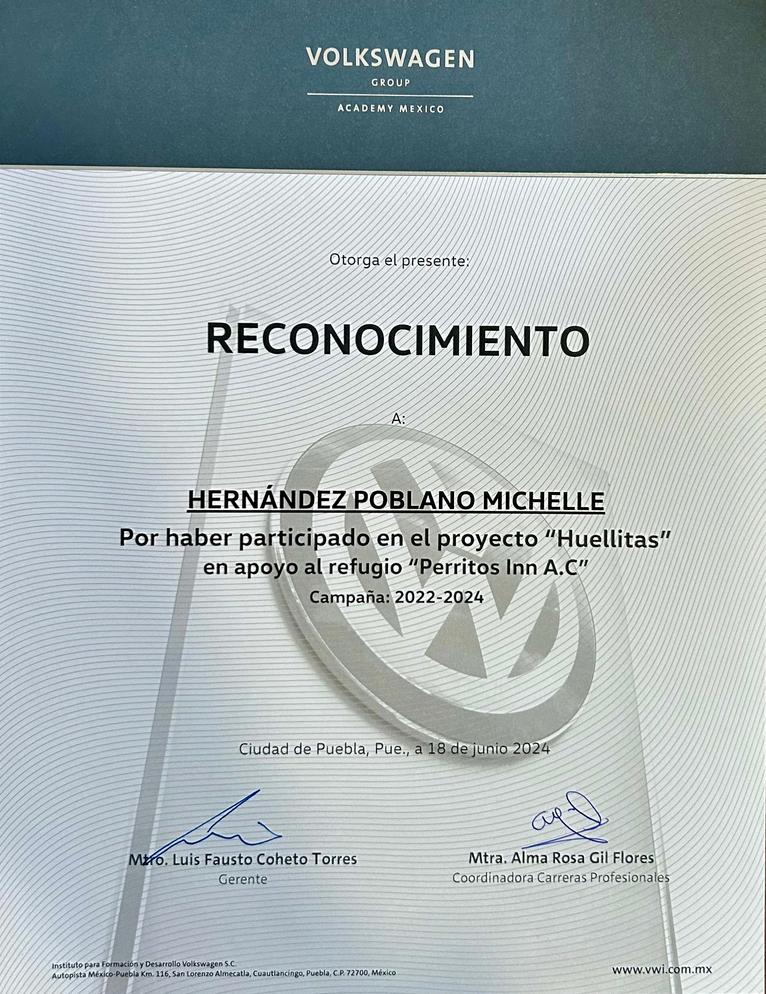 VOLKSWAGEN
GROUP
ACADEMY MEXICO
Otorga el presente:
RECONOCIMIENTO
A:
HERNÁNDEZ POBLANO MICHELLE
Por haber participado en el proyecto “Huellitas”
en apoyo al refugio “Perritos Inn A.C”
Campaña: 2022-2024
Ciudad de Puebla, Pue., a 18 de junio 2024
Mtro. Luis Fausto Coheto Torres
Gerente
Mtra. Alma Rosa Gil Flores
Coordinadora Carreras Profesionales
Instituto para Formación y Desarrollo Volkswagen S.C.
Autopista México-Puebla Km. 116, San Lorenzo Almecatla, Cuautlancingo, Puebla, C.P. 72700, México
www.vwi.com.mx